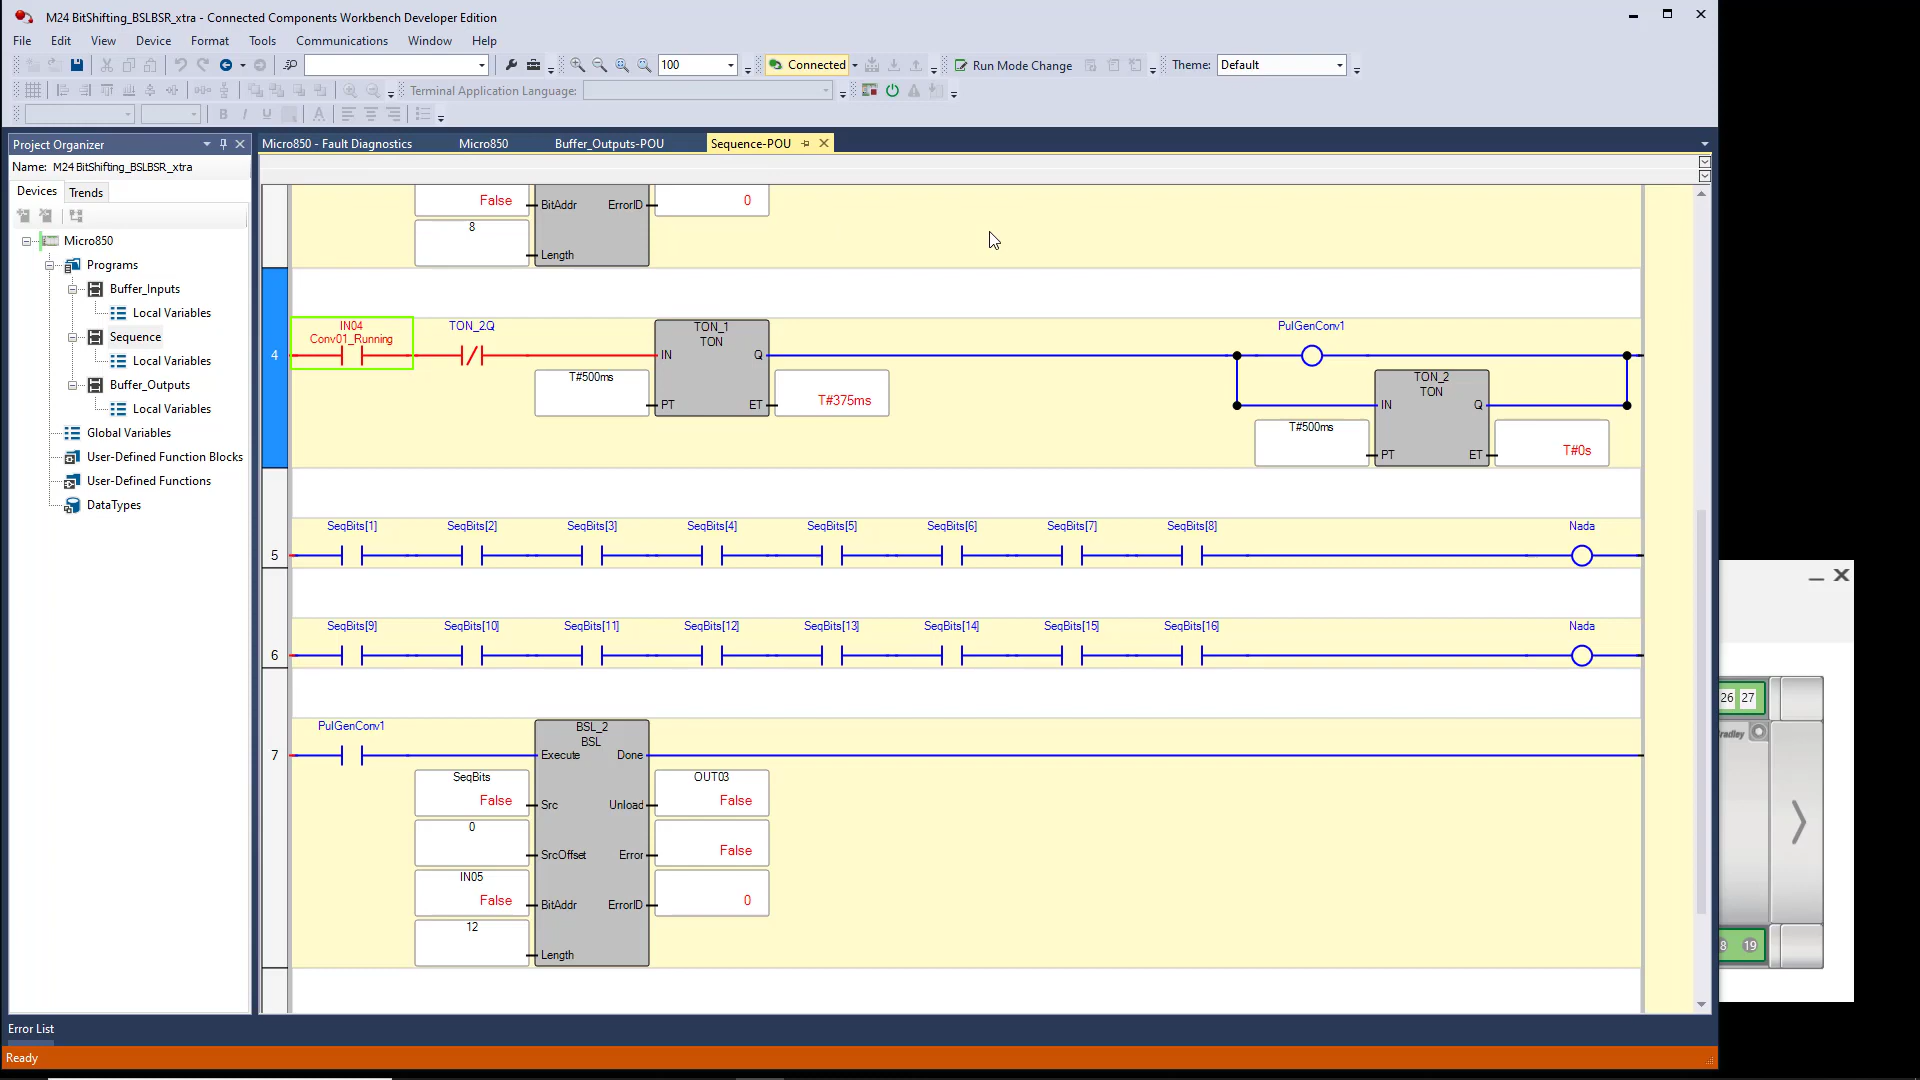 M24 BitShifting_BSLBSR_xtra - Connected Components Workbench Developer Edition
File Edit View Device Format Tools Communications Window Help
100 Connected Run Mode Change Theme: Default
Terminal Application Language:
B I U A
Project Organizer
Name: M24 BitShifting_BSLBSR_xtra
Devices Trends
Micro850
Programs
Buffer_Inputs
Local Variables
Sequence
Local Variables
Buffer_Outputs
Local Variables
Global Variables
User-Defined Function Blocks
User-Defined Functions
DataTypes
Micro850 - Fault Diagnostics Micro850 Buffer_Outputs-POU Sequence-POU
False BitAddr ErrorID 0
8
Length
IN04 TON_2.Q TON_1 PulGenConv1
Conv01_Running TON
4 IN Q
T#500ms TON_2
TON
PT ET T#375ms IN Q
T#500ms
PT ET T#0s
SeqBits[1] SeqBits[2] SeqBits[3] SeqBits[4] SeqBits[5] SeqBits[6] SeqBits[7] SeqBits[8] Nada
5
SeqBits[9] SeqBits[10] SeqBits[11] SeqBits[12] SeqBits[13] SeqBits[14] SeqBits[15] SeqBits[16] Nada
6
PulGenConv1 BSL_2
BSL
7 Execute Done
SeqBits OUT03
False Src Unload False
0
SrcOffset Error False
IN05
False BitAddr ErrorID 0
12
Length
26 27
Bradley
8 19
Error List
Ready